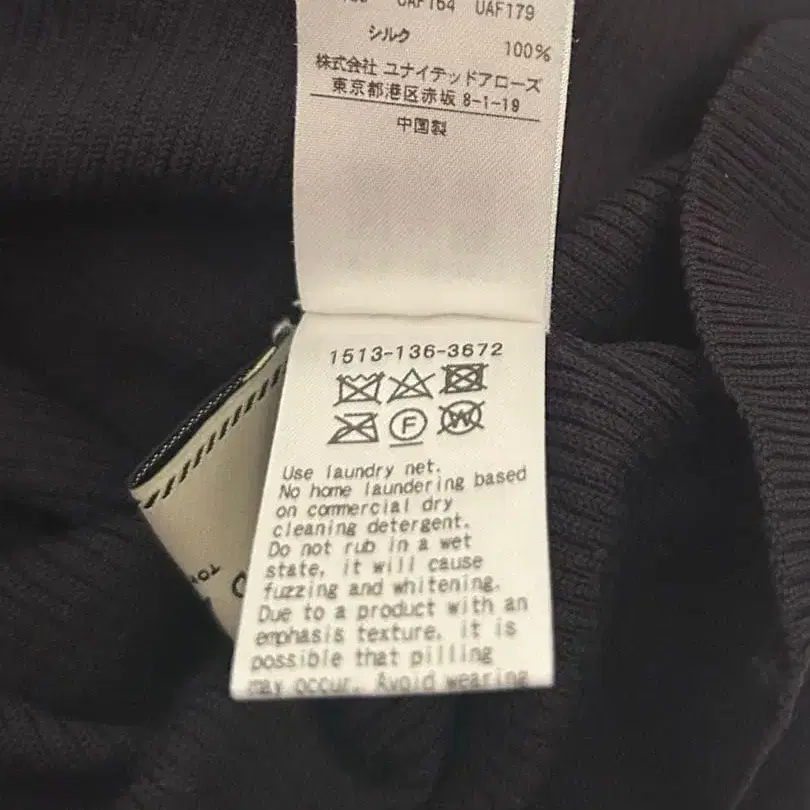 UAF164 UAF179
シルク 100%
株式会社 ユナイテッドアローズ
東京都港区赤坂 8-1-19
中国製
1513-136-3672
F W
Use laundry net.
No home laundering based
on commercial dry
cleaning detergent.
Do not rub in a wet
state, it will cause
fuzzing and whitening.
Due to a product with an
emphasis texture, it is
possible that pilling
may occur. Avoid wearing